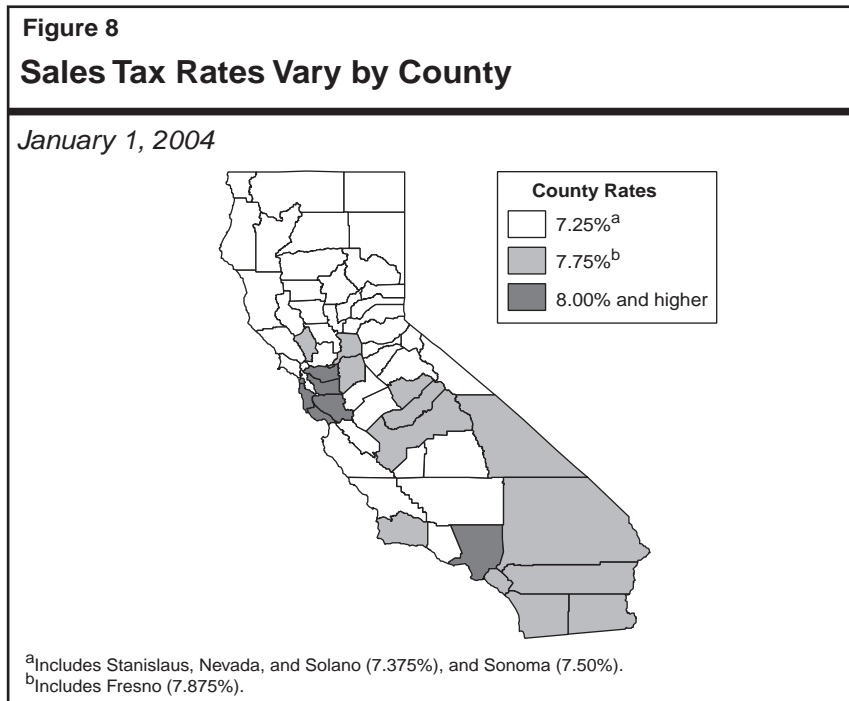 Figure 8
Sales Tax Rates Vary by County
January 1, 2004
County Rates
7.25%a
7.75%b
8.00% and higher
aIncludes Stanislaus, Nevada, and Solano (7.375%), and Sonoma (7.50%).
bIncludes Fresno (7.875%).